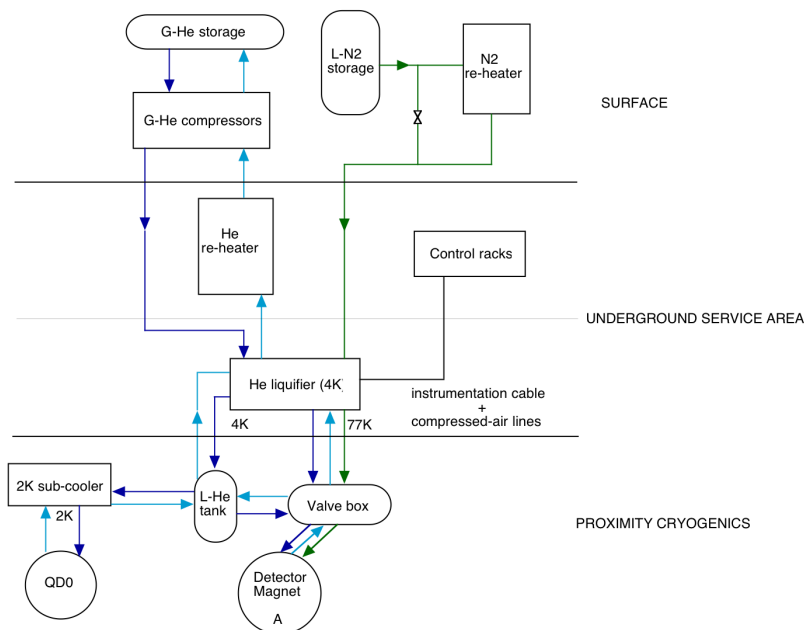 G-He storage
L-N2
storage
N2
re-heater
G-He compressors
SURFACE
He
re-heater
Control racks
UNDERGROUND SERVICE AREA
He liquifier (4K)
instrumentation cable
+
compressed-air lines
4K
77K
2K sub-cooler
L-He
tank
Valve box
2K
PROXIMITY CRYOGENICS
QD0
Detector
Magnet
A